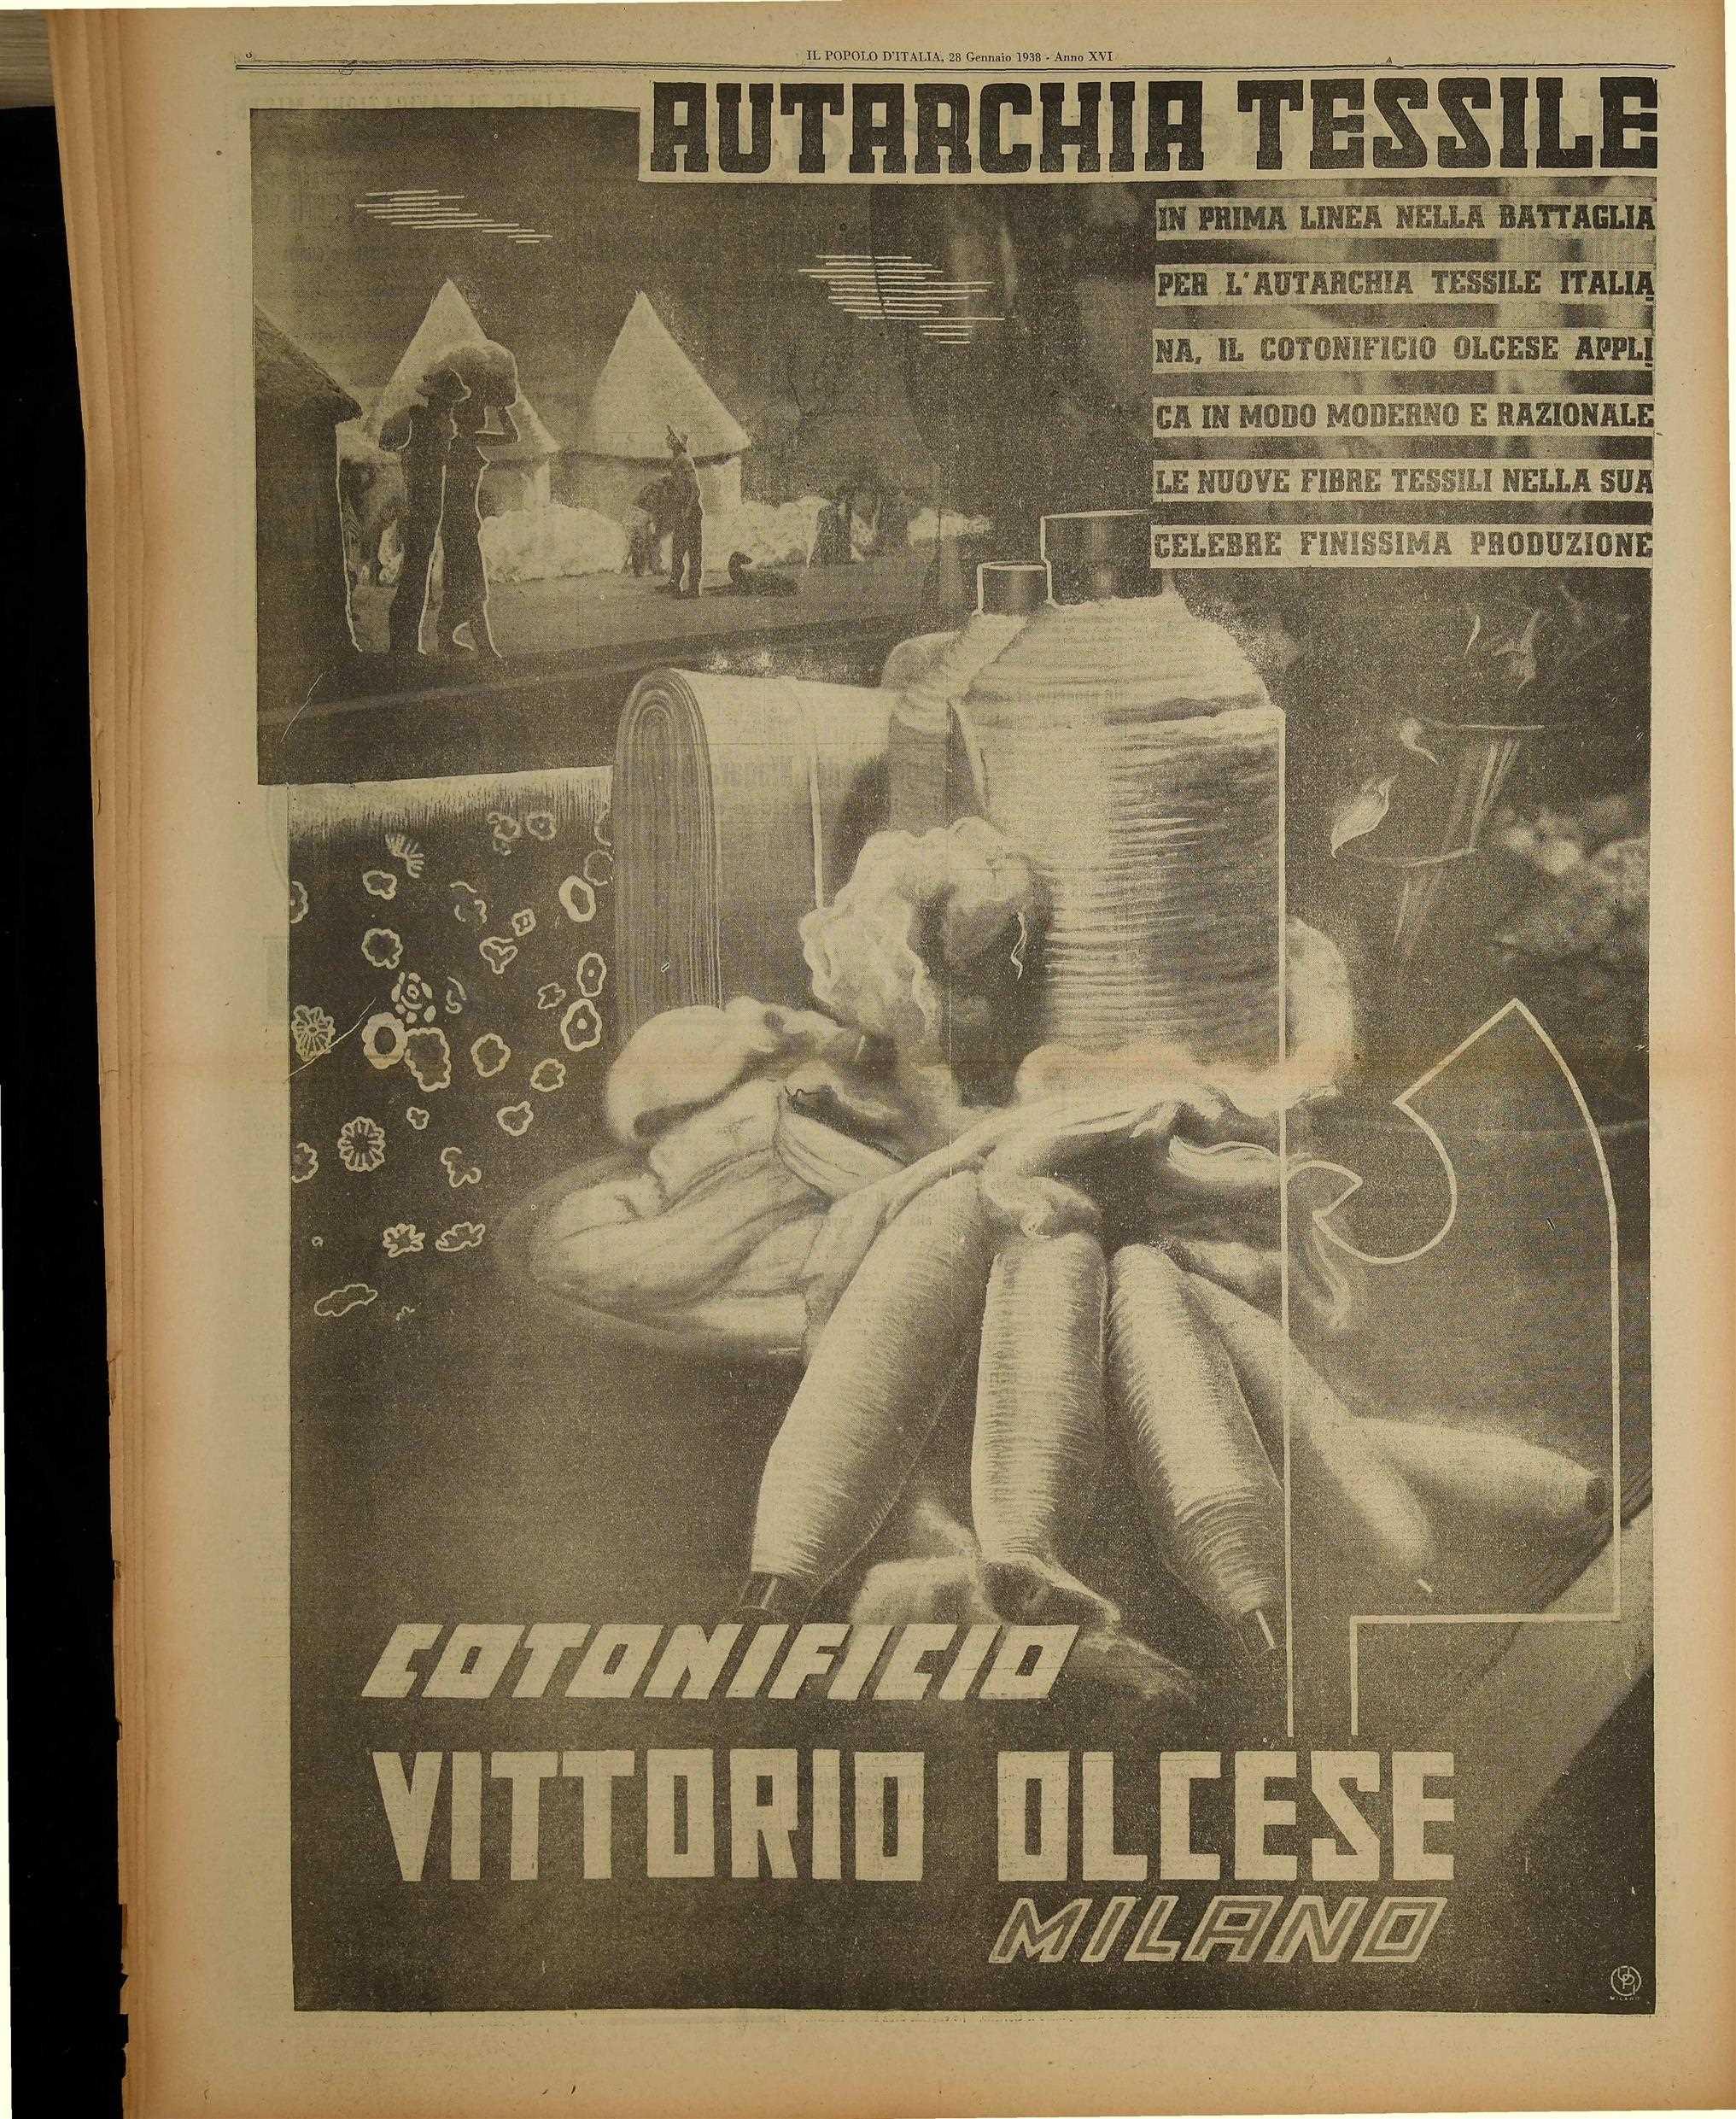 IL POPOLO D'ITALIA, 28 Gennaio 1938 - Anno XVI
AUTARCHIA TESSILE
IN PRIMA LINEA NELLA BATTAGLIA
PER L'AUTARCHIA TESSILE ITALIA
NA, IL COTONIFICIO OLCESE APPLI
CA IN MODO MODERNO E RAZIONALE
LE NUOVE FIBRE TESSILI NELLA SUA
CELEBRE FINISSIMA PRODUZIONE
COTONIFICIO
VITTORIO OLCESE
MILANO
MILANO